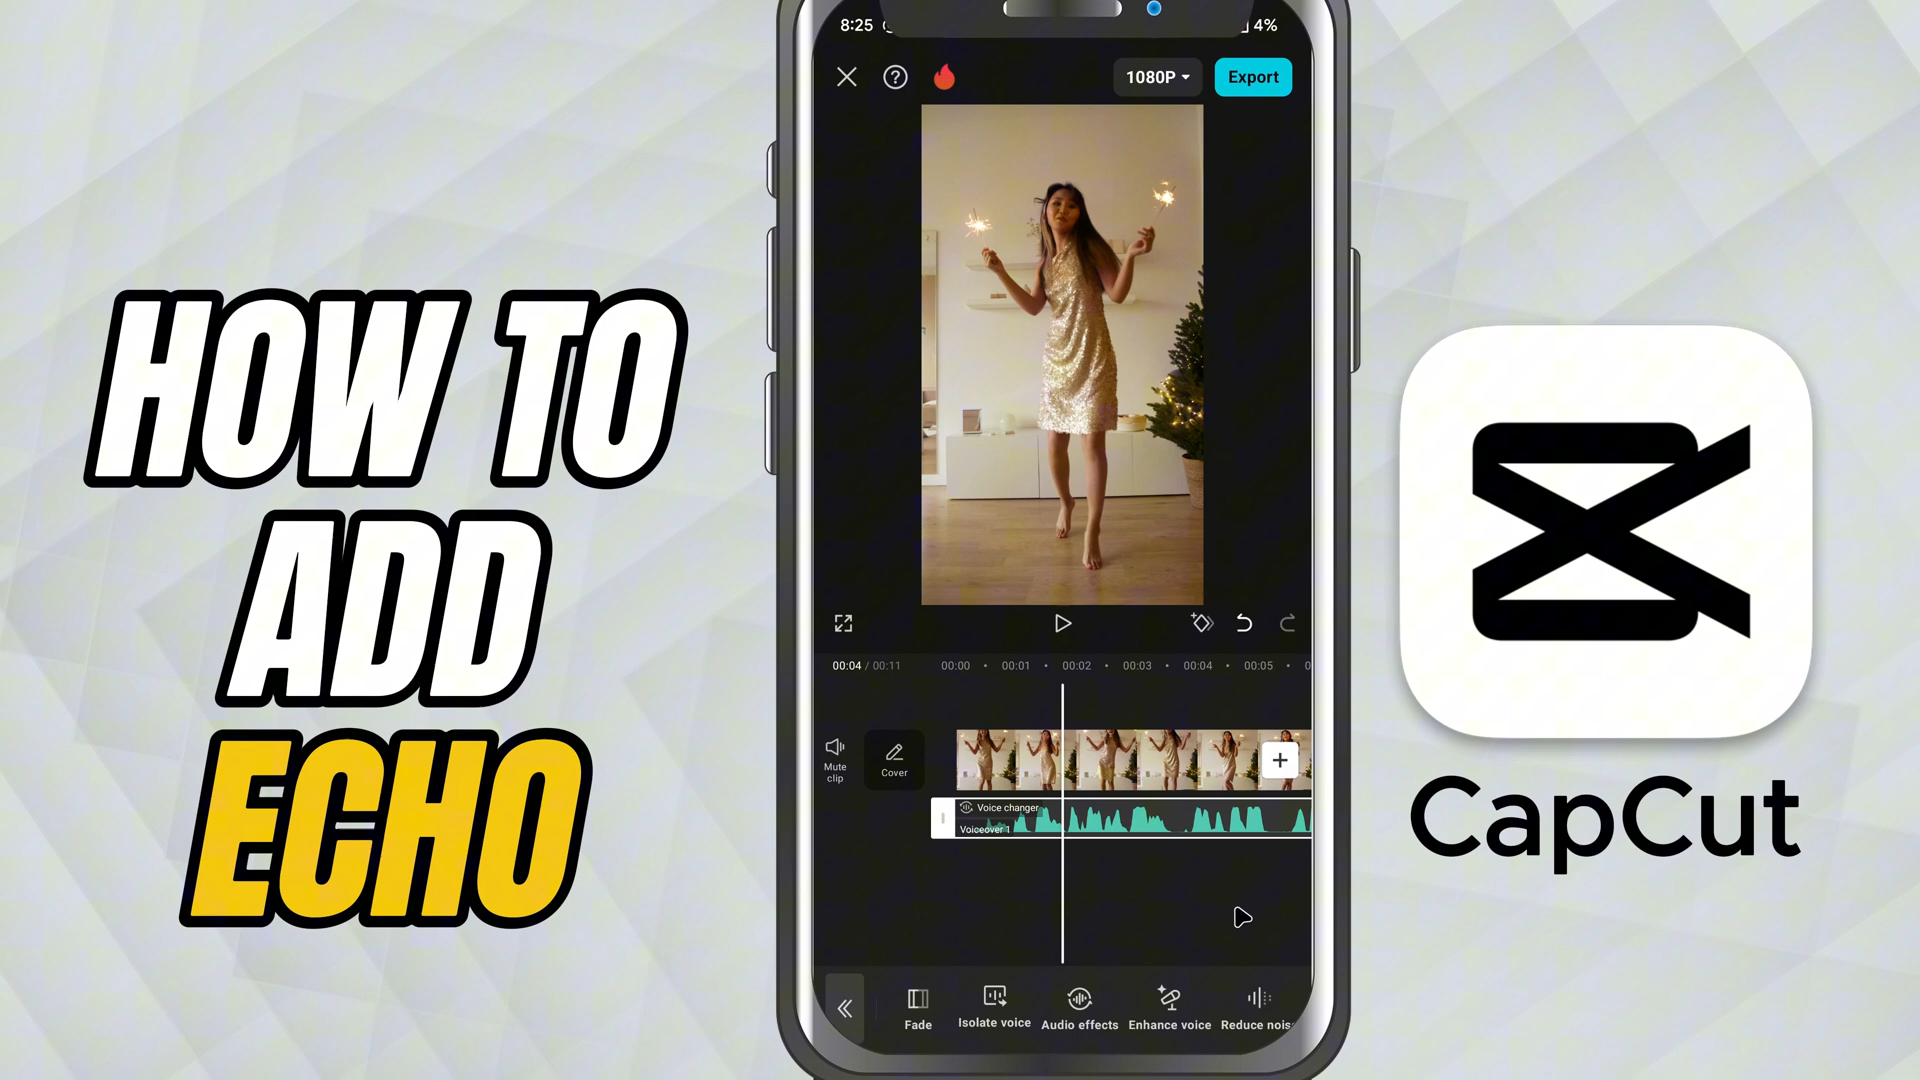 HOW TO
ADD
ECHO
8:25
4%
1080P
Export
00:04 / 00:11
00:00
00:01
00:02
00:03
00:04
00:05
Mute
clip
Cover
Voice changer
Voiceover 1
Fade
Isolate voice
Audio effects
Enhance voice
Reduce nois
CapCut